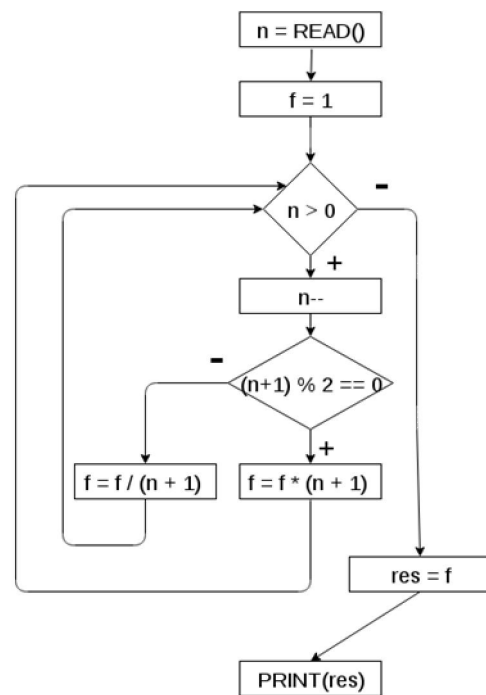 n = READ()
f = 1
n > 0
-
+
n--
-
(n+1) % 2 == 0
+
f = f / (n + 1)
f = f * (n + 1)
res = f
PRINT(res)